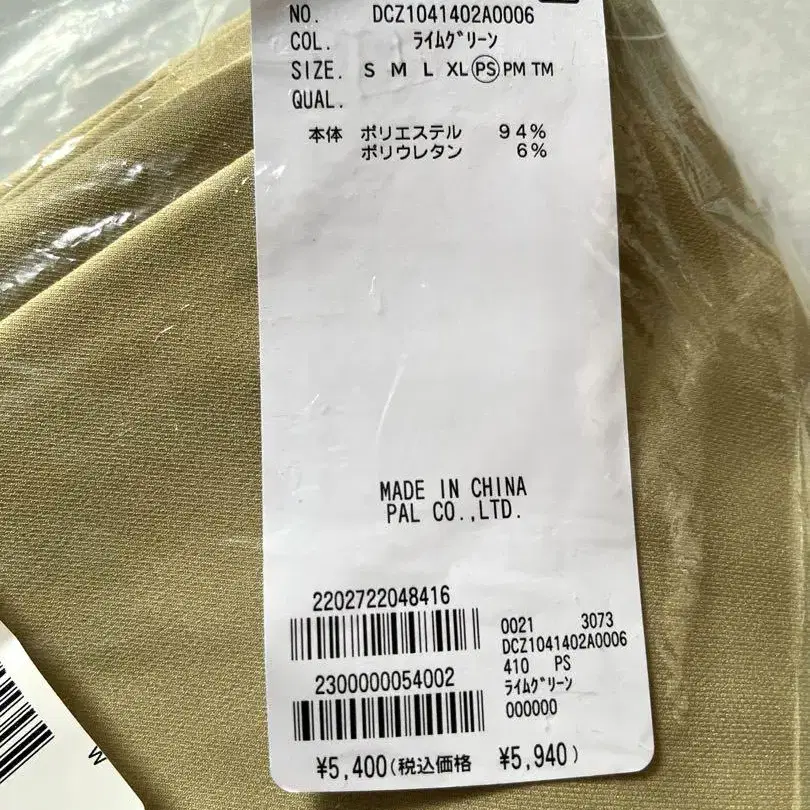 NO. DCZ1041402A0006
COL. ﾗｲﾑｸﾞﾘｰﾝ
SIZE. S M L XL PS PM TM
QUAL.
本体 ポリエステル 94%
ポリウレタン 6%
MADE IN CHINA
PAL CO.,LTD.
2202722048416
2300000054002
0021 3073
DCZ1041402A0006
410 PS
ﾗｲﾑｸﾞﾘｰﾝ
000000
¥5,400(税込価格 ¥5,940)
W